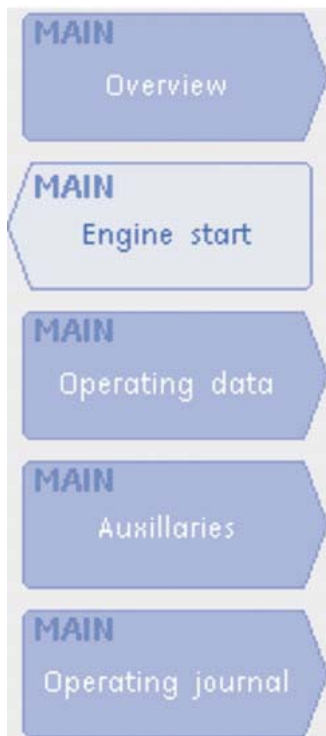 MAIN
Overview
MAIN
Engine start
MAIN
Operating data
MAIN
Auxillaries
MAIN
Operating journal